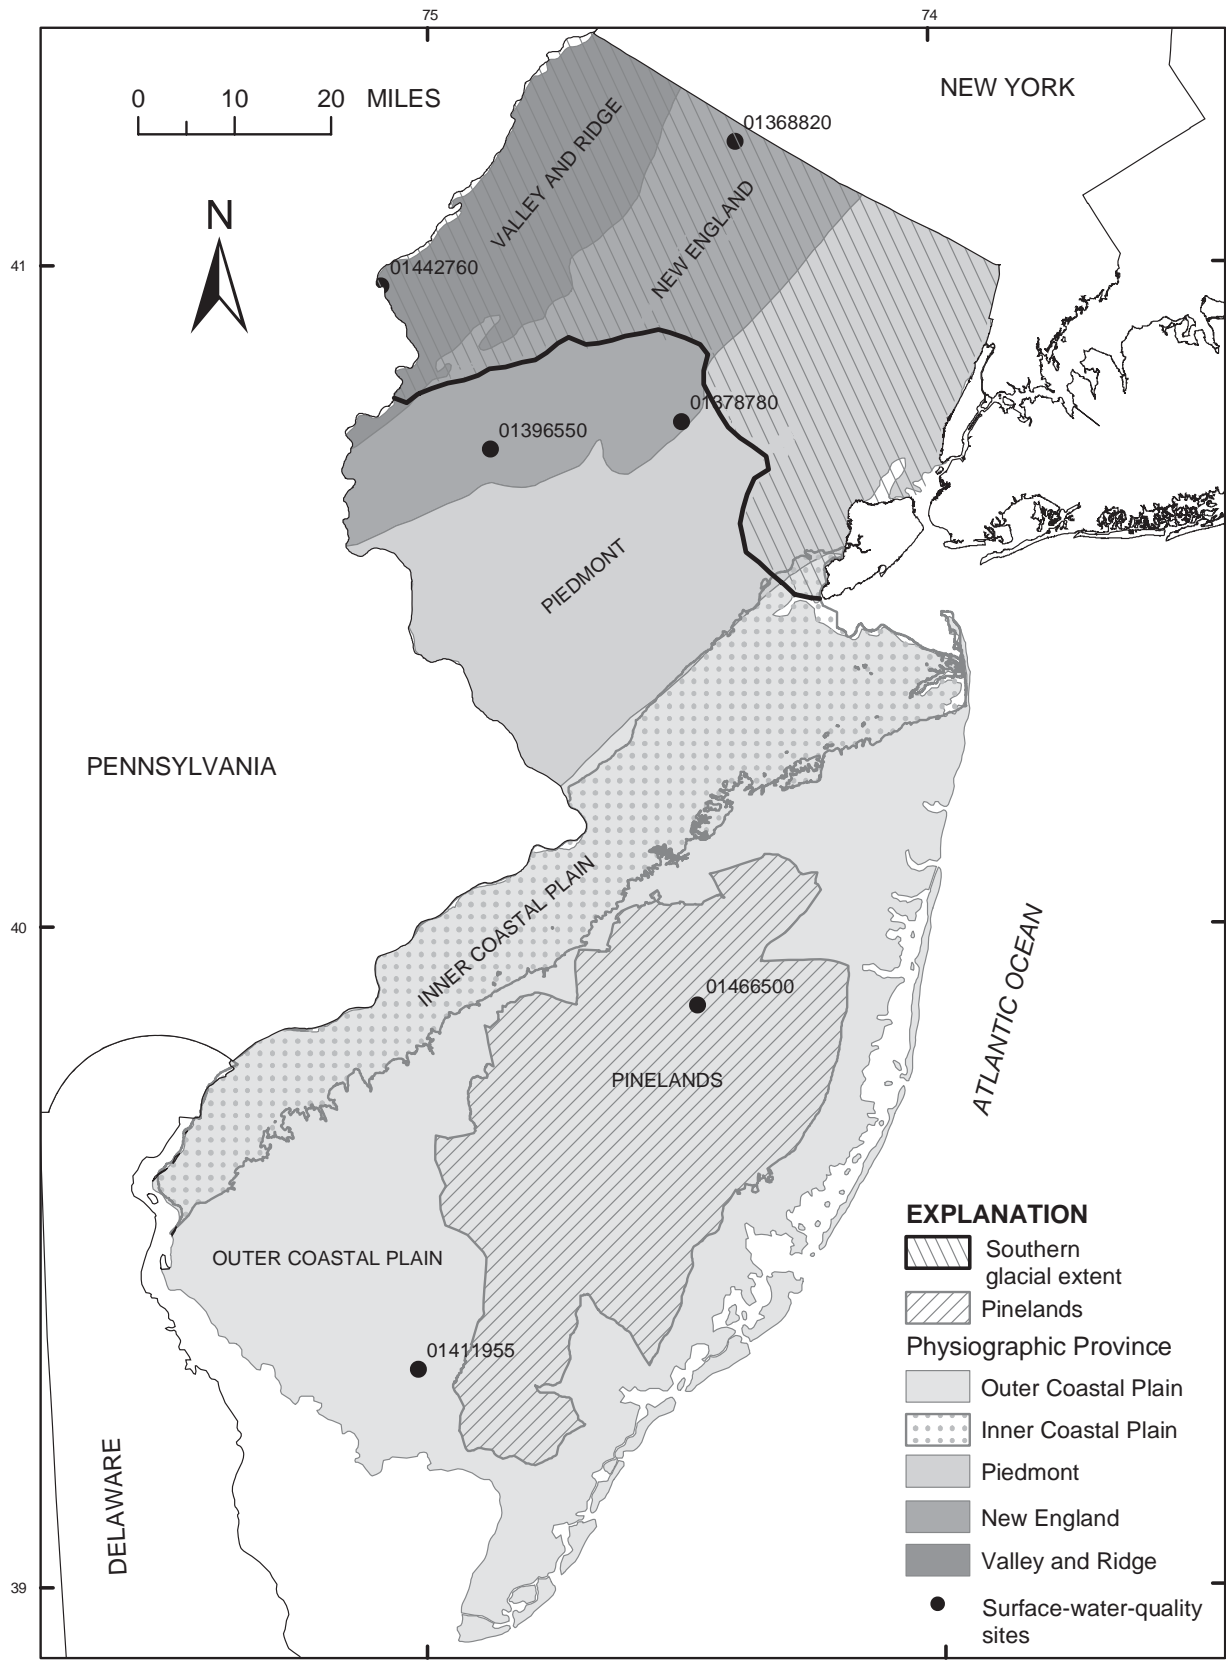 75
74
0 10 20 MILES
NEW YORK
01368820
VALLEY AND RIDGE
N
NEW ENGLAND
41
01442760
01378780
01396550
PIEDMONT
PENNSYLVANIA
INNER COASTAL PLAIN
40
01466500
ATLANTIC OCEAN
PINELANDS
OUTER COASTAL PLAIN
01411955
DELAWARE
39
EXPLANATION
Southern
glacial extent
Pinelands
Physiographic Province
Outer Coastal Plain
Inner Coastal Plain
Piedmont
New England
Valley and Ridge
Surface-water-quality
sites